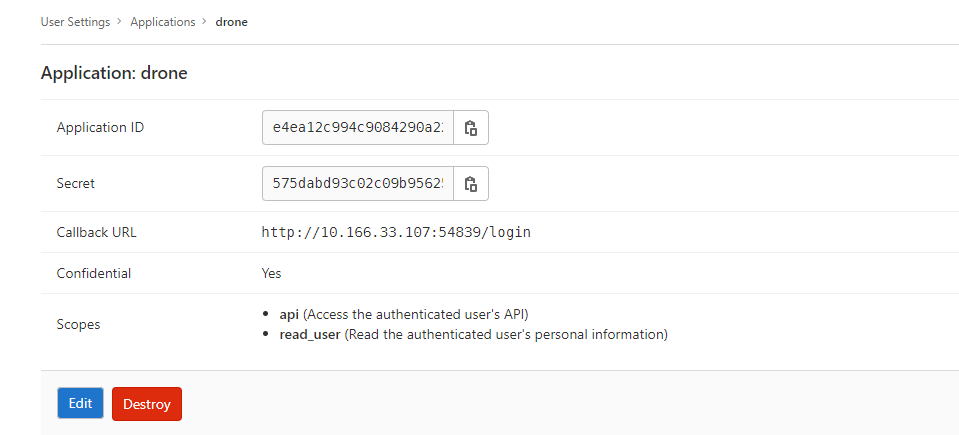 User Settings > Applications > drone
Application: drone
Application ID e4ea12c994c9084290a2
Secret 575dabd93c02c09b9562
Callback URL http://10.166.33.107:54839/login
Confidential Yes
Scopes
• api (Access the authenticated user's API)
• read_user (Read the authenticated user's personal information)
Edit Destroy